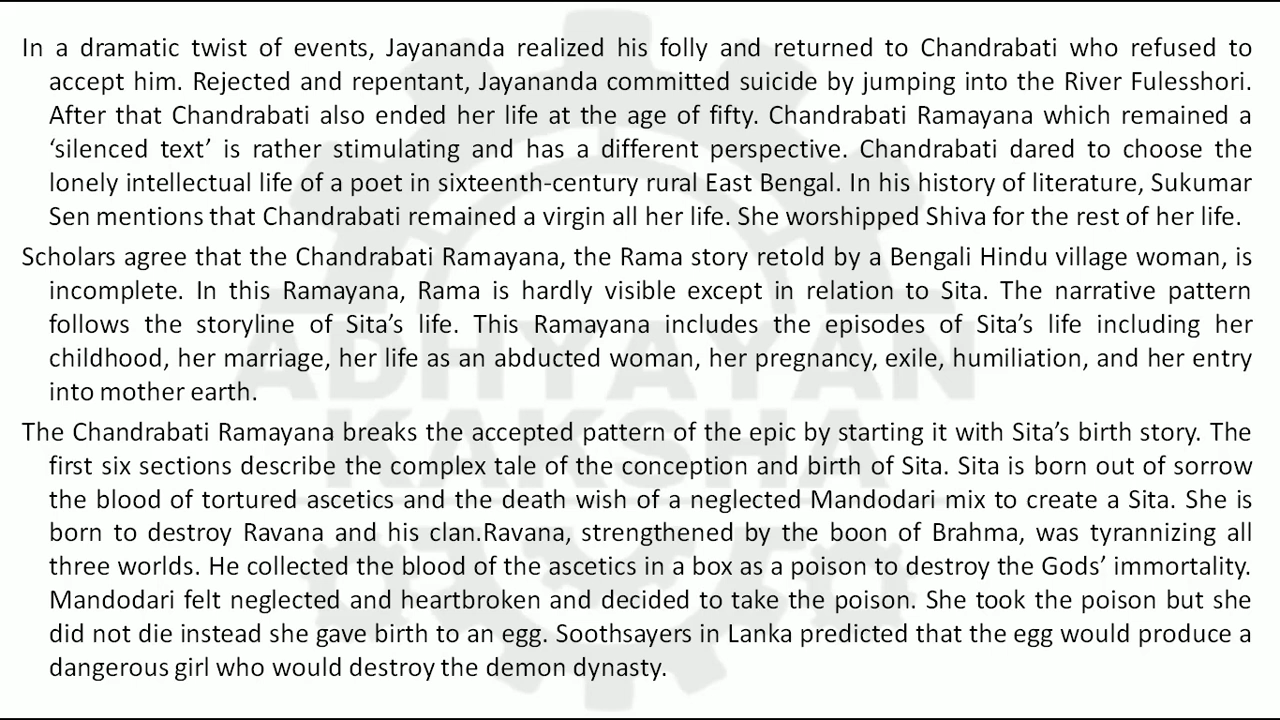 In a dramatic twist of events, Jayananda realized his folly and returned to Chandrabati who refused to
accept him. Rejected and repentant, Jayananda committed suicide by jumping into the River Fulesshori.
After that Chandrabati also ended her life at the age of fifty. Chandrabati Ramayana which remained a
‘silenced text’ is rather stimulating and has a different perspective. Chandrabati dared to choose the
lonely intellectual life of a poet in sixteenth-century rural East Bengal. In his history of literature, Sukumar
Sen mentions that Chandrabati remained a virgin all her life. She worshipped Shiva for the rest of her life.
Scholars agree that the Chandrabati Ramayana, the Rama story retold by a Bengali Hindu village woman, is
incomplete. In this Ramayana, Rama is hardly visible except in relation to Sita. The narrative pattern
follows the storyline of Sita’s life. This Ramayana includes the episodes of Sita’s life including her
childhood, her marriage, her life as an abducted woman, her pregnancy, exile, humiliation, and her entry
into mother earth.
The Chandrabati Ramayana breaks the accepted pattern of the epic by starting it with Sita’s birth story. The
first six sections describe the complex tale of the conception and birth of Sita. Sita is born out of sorrow
the blood of tortured ascetics and the death wish of a neglected Mandodari mix to create a Sita. She is
born to destroy Ravana and his clan.Ravana, strengthened by the boon of Brahma, was tyrannizing all
three worlds. He collected the blood of the ascetics in a box as a poison to destroy the Gods’ immortality.
Mandodari felt neglected and heartbroken and decided to take the poison. She took the poison but she
did not die instead she gave birth to an egg. Soothsayers in Lanka predicted that the egg would produce a
dangerous girl who would destroy the demon dynasty.
ADHYAYAN
KAKSHA